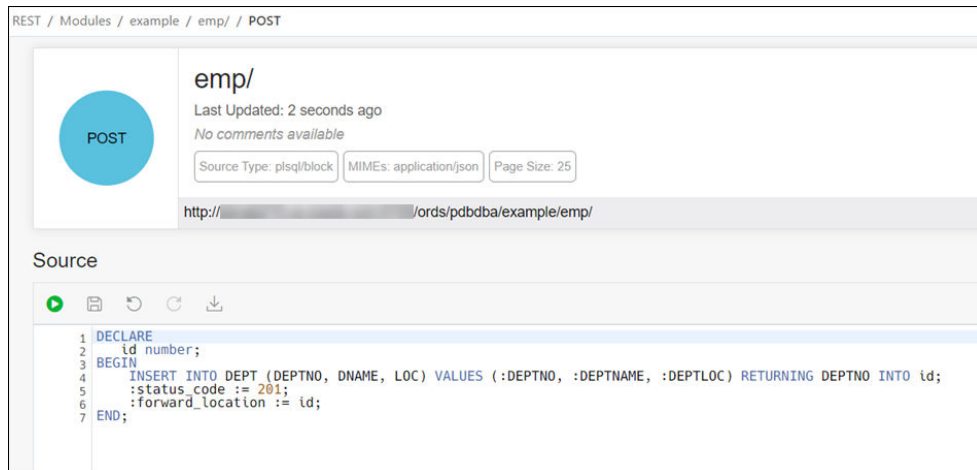 REST / Modules / example / emp/ / POST
POST
emp/
Last Updated: 2 seconds ago
No comments available
Source Type: plsql/block MIMEs: application/json Page Size: 25
http:// /ords/pdbdba/example/emp/
Source
1 DECLARE
2 id number;
3 BEGIN
4 INSERT INTO DEPT (DEPTNO, DNAME, LOC) VALUES (:DEPTNO, :DEPTNAME, :DEPTLOC) RETURNING DEPTNO INTO id;
5 :status_code := 201;
6 :forward_location := id;
7 END;